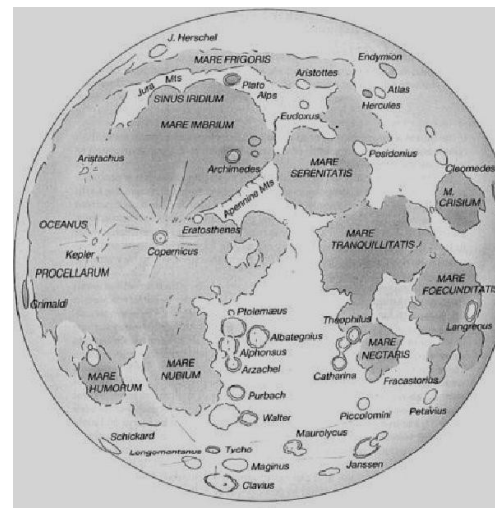 J. Herschel
MARE FRIGORIS
Endymion
Jura Mts
Plato
Aristottes
Alps
Atlas
Hercules
SINUS IRIDIUM
Eudoxus
MARE IMBRIUM
Aristachus
Archimedes
Posidonius
Cleomedes
MARE
SERENITATIS
M.
CRISIUM
Apennine Mts
OCEANUS
Eratosthenes
Kepler
Copernicus
MARE
TRANQUILLITATIS
PROCELLARUM
MARE
FOECUNDITATIS
Grimaldi
Ptolemæus
Theophilus
Langrenus
Albategnius
Alphonsus
MARE
NECTARIS
Arzachel
Catharina
MARE
HUMORUM
MARE
NUBIUM
Fracastorius
Purbach
Petavius
Piccolomini
Walter
Schickard
Maurolycus
Longomontanus
Tycho
Janssen
Maginus
Clavius